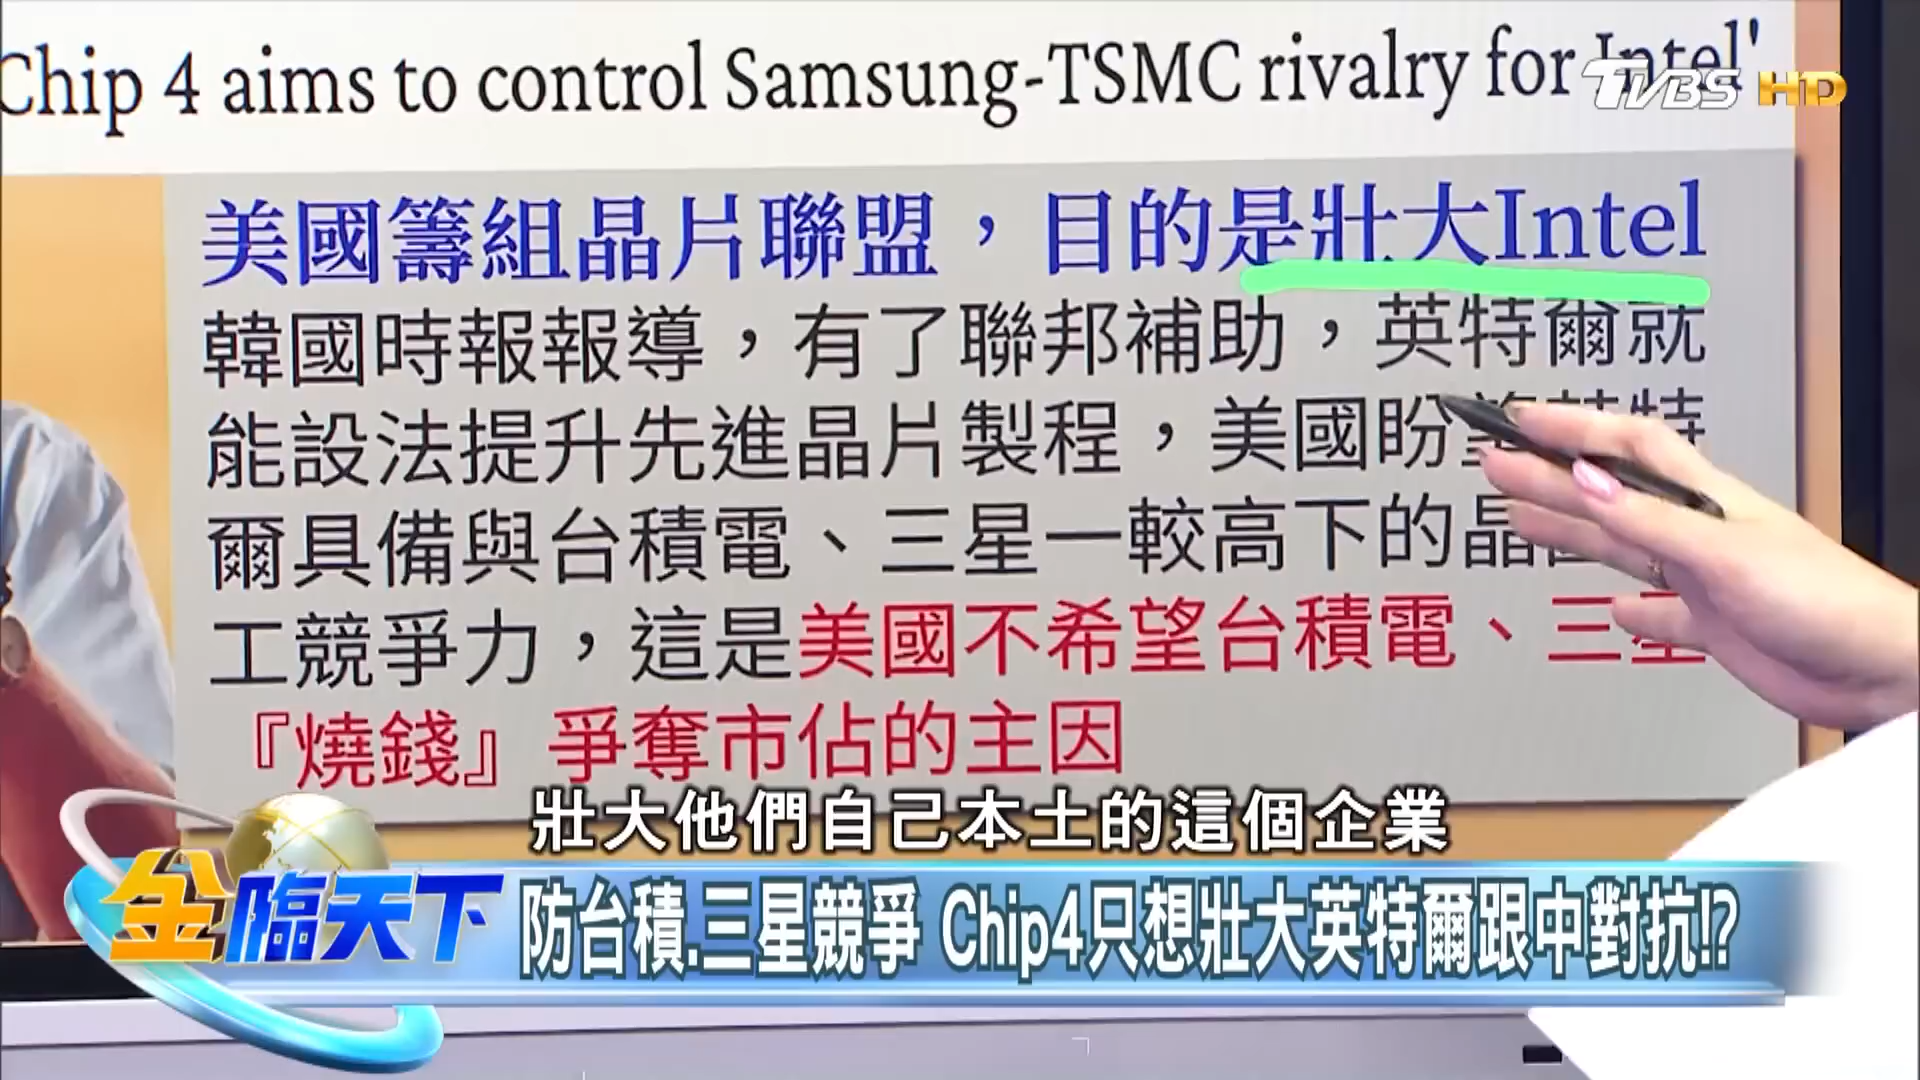 Chip 4 aims to control Samsung-TSMC rivalry for Intel'
TVBS HD
美國籌組晶片聯盟，目的是壯大Intel
韓國時報報導，有了聯邦補助，英特爾就
能設法提升先進晶片製程，美國盼 特
爾具備與台積電、三星一較高下的晶
工競爭力，這是美國不希望台積電、三星
『燒錢』爭奪市佔的主因
壯大他們自己本土的這個企業
金臨天下
防台積.三星競爭 Chip4只想壯大英特爾跟中對抗!?